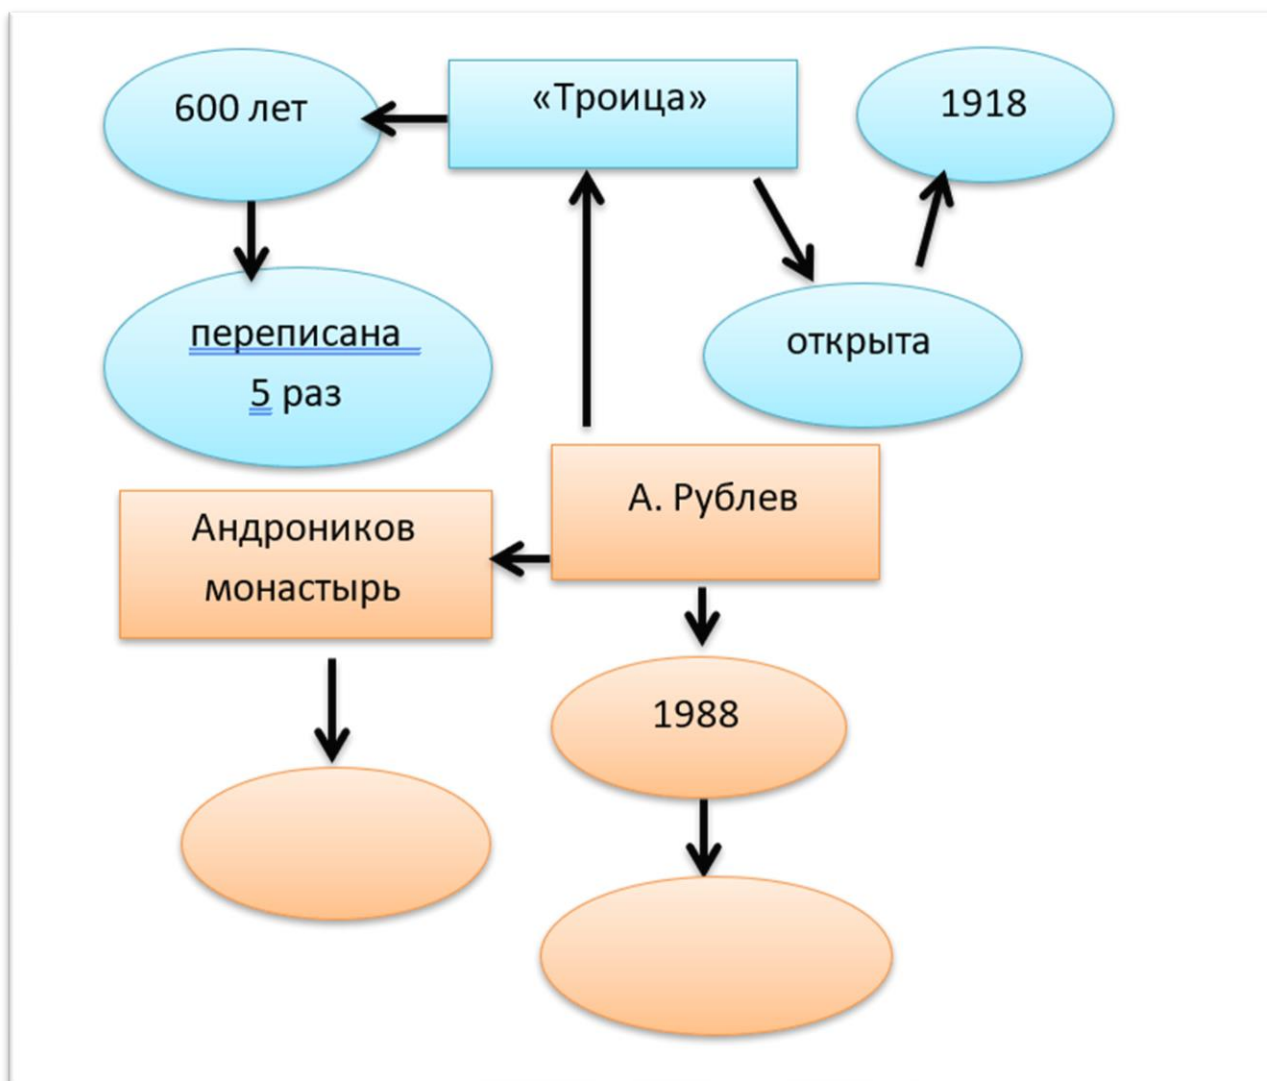 600 лет
«Троица»
1918
переписана
5 раз
открыта
А. Рублев
Андроников
монастырь
1988